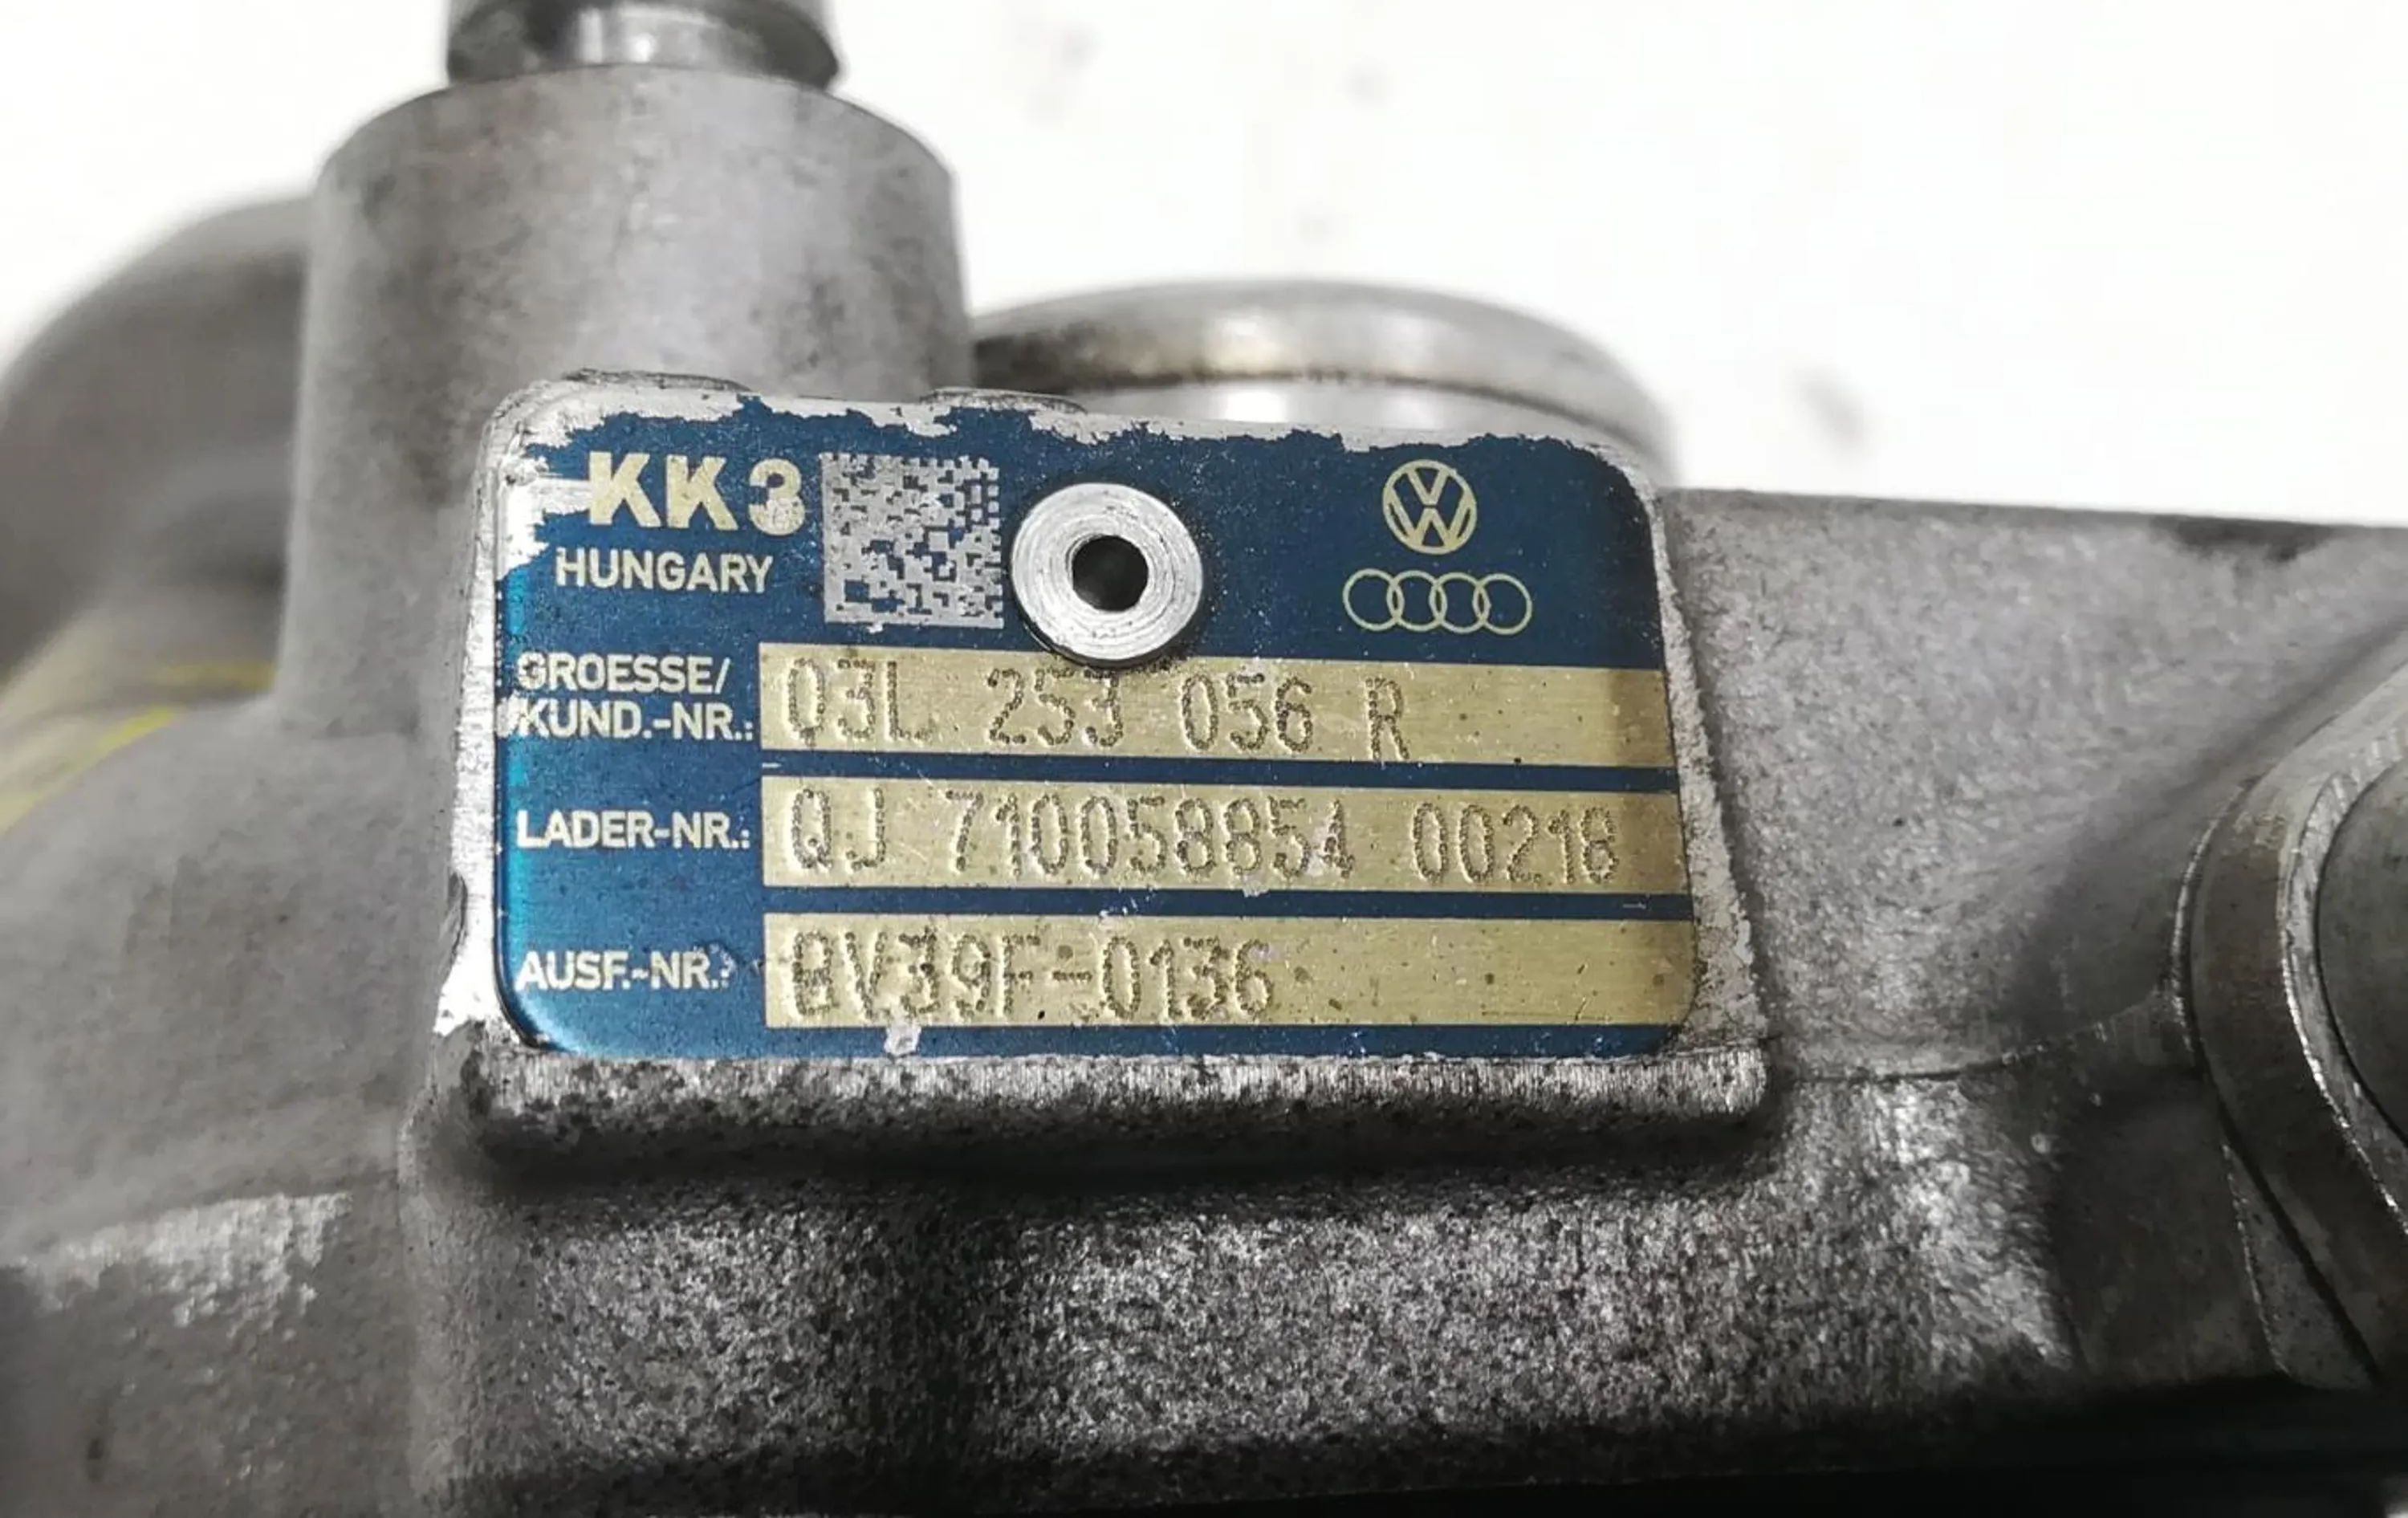 KK3
HUNGARY
GROESSE/
KUND.-NR.: 03L 253 056 R
LADER-NR.: QJ 710058854 00218
AUSF.-NR.: BV39F-0136